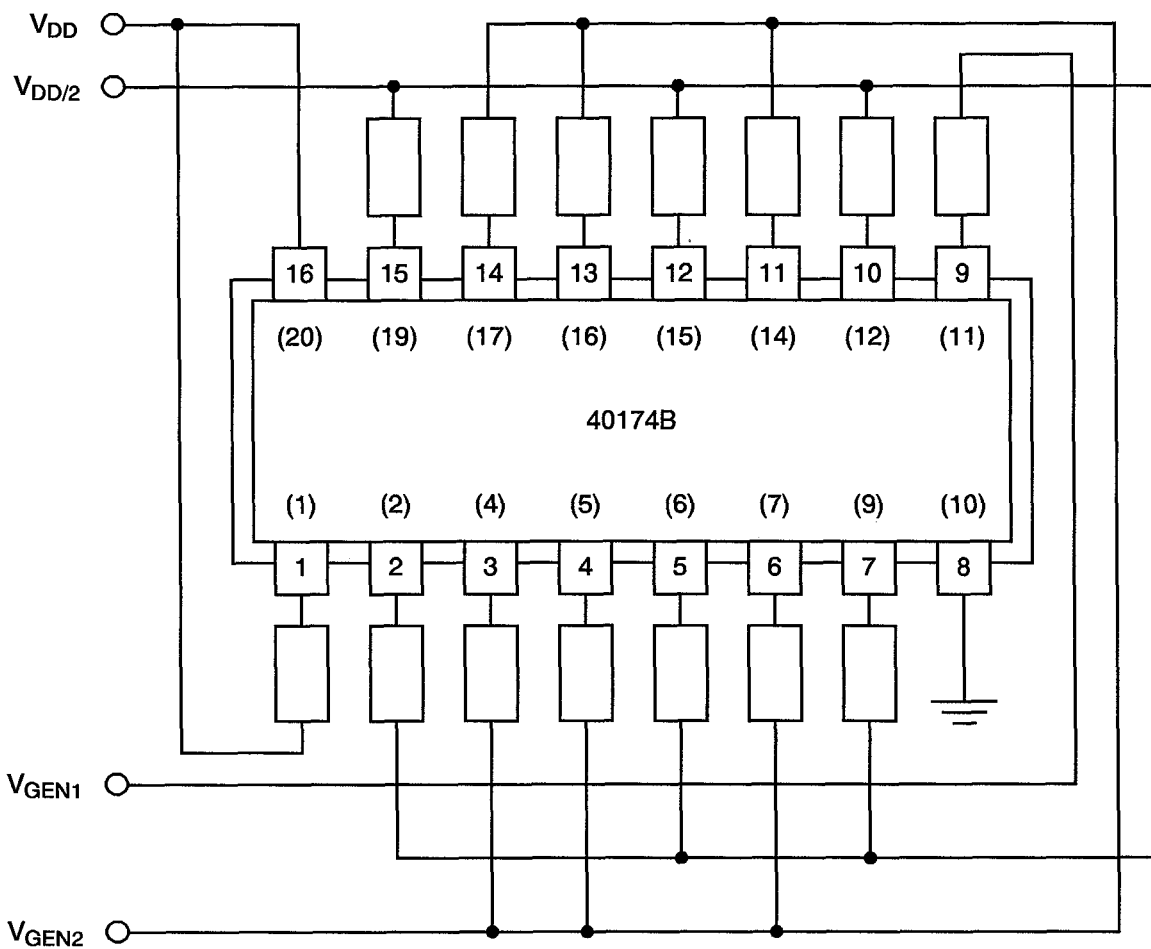 VDD
VDD/2
16 15 14 13 12 11 10 9
(20) (19) (17) (16) (15) (14) (12) (11)
40174B
(1) (2) (4) (5) (6) (7) (9) (10)
1 2 3 4 5 6 7 8
VGEN1
VGEN2